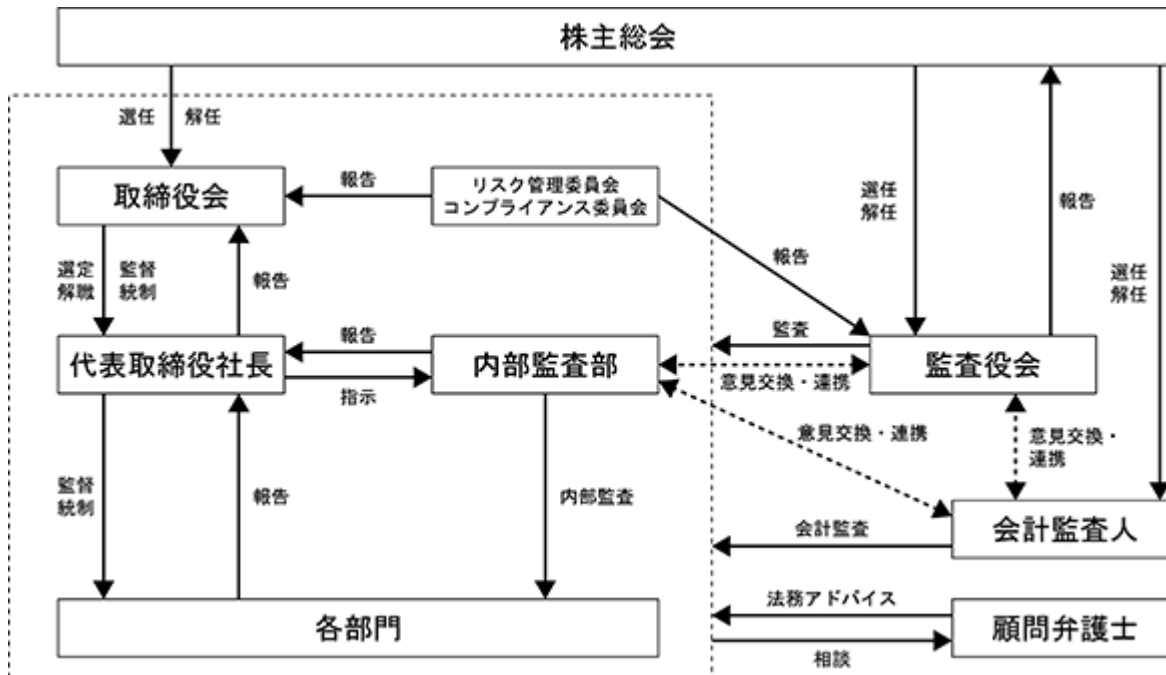 株主総会
選任
解任
取締役会
報告
リスク管理委員会
コンプライアンス委員会
選任
解任
報告
選定
解職
監督
統制
報告
報告
選任
解任
代表取締役社長
報告
指示
内部監査部
監査
意見交換・連携
監査役会
意見交換・連携
意見交換・
連携
監督
統制
報告
内部監査
会計監査
会計監査人
各部門
法務アドバイス
相談
顧問弁護士